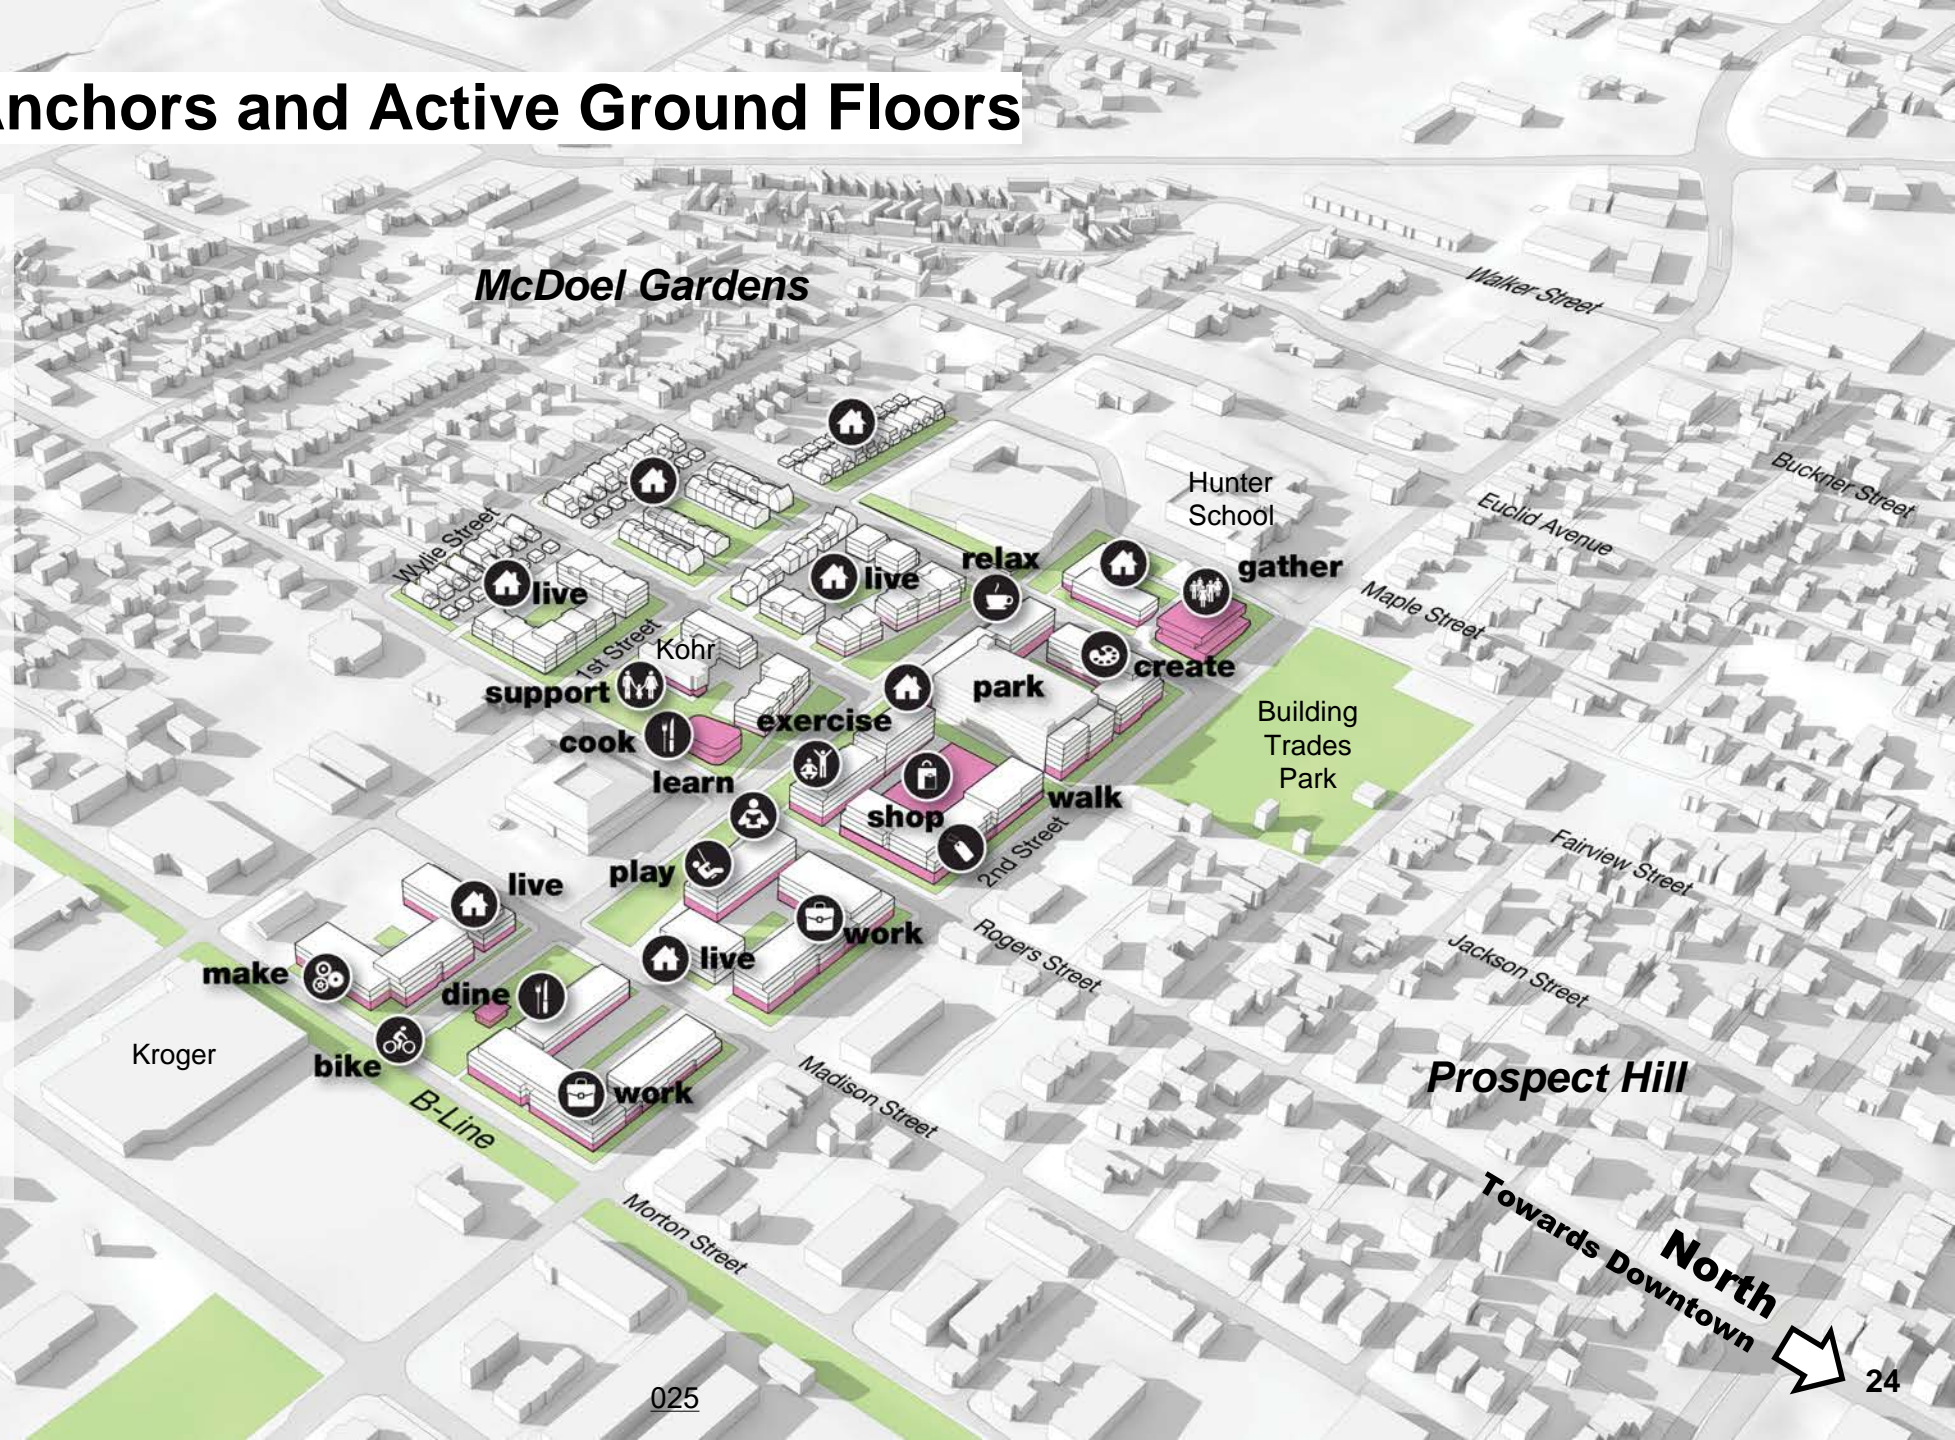 nchors and Active Ground Floors
McDoel Gardens
Walker Street
Buckner Street
Hunter
School
Euclid Avenue
Wylie Street
relax
gather
live
live
Maple Street
1st Street
Kohr
create
support
park
exercise
Building
Trades
Park
cook
learn
walk
shop
2nd Street
Fairview Street
play
live
work
Rogers Street
Jackson Street
live
make
dine
Kroger
bike
work
Madison Street
Prospect Hill
B-Line
Morton Street
North
Towards Downtown
24
025